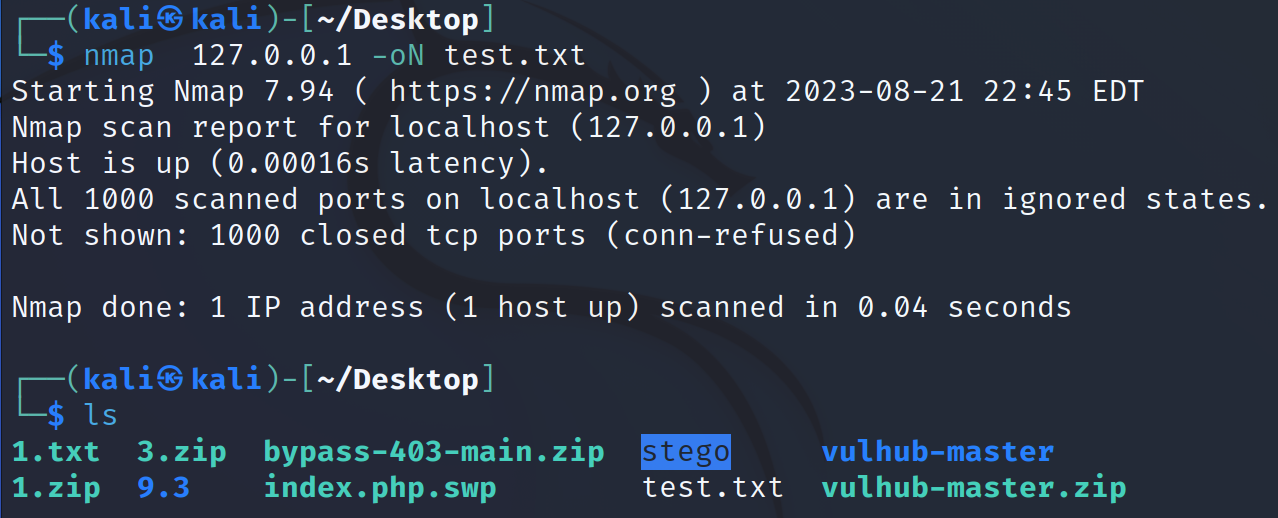 ┌──(kali㉿kali)-[~/Desktop]
└─$ nmap  127.0.0.1 -oN test.txt
Starting Nmap 7.94 ( https://nmap.org ) at 2023-08-21 22:45 EDT
Nmap scan report for localhost (127.0.0.1)
Host is up (0.00016s latency).
All 1000 scanned ports on localhost (127.0.0.1) are in ignored states.
Not shown: 1000 closed tcp ports (conn-refused)

Nmap done: 1 IP address (1 host up) scanned in 0.04 seconds

┌──(kali㉿kali)-[~/Desktop]
└─$ ls
1.txt  3.zip  bypass-403-main.zip  stego     vulhub-master
1.zip  9.3    index.php.swp        test.txt  vulhub-master.zip